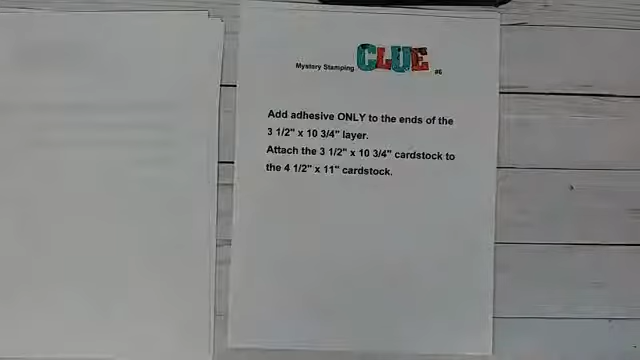 Mystery Stamping CLUE #6
Add adhesive ONLY to the ends of the
3 1/2" x 10 3/4" layer.
Attach the 3 1/2" x 10 3/4" cardstock to
the 4 1/2" x 11" cardstock.